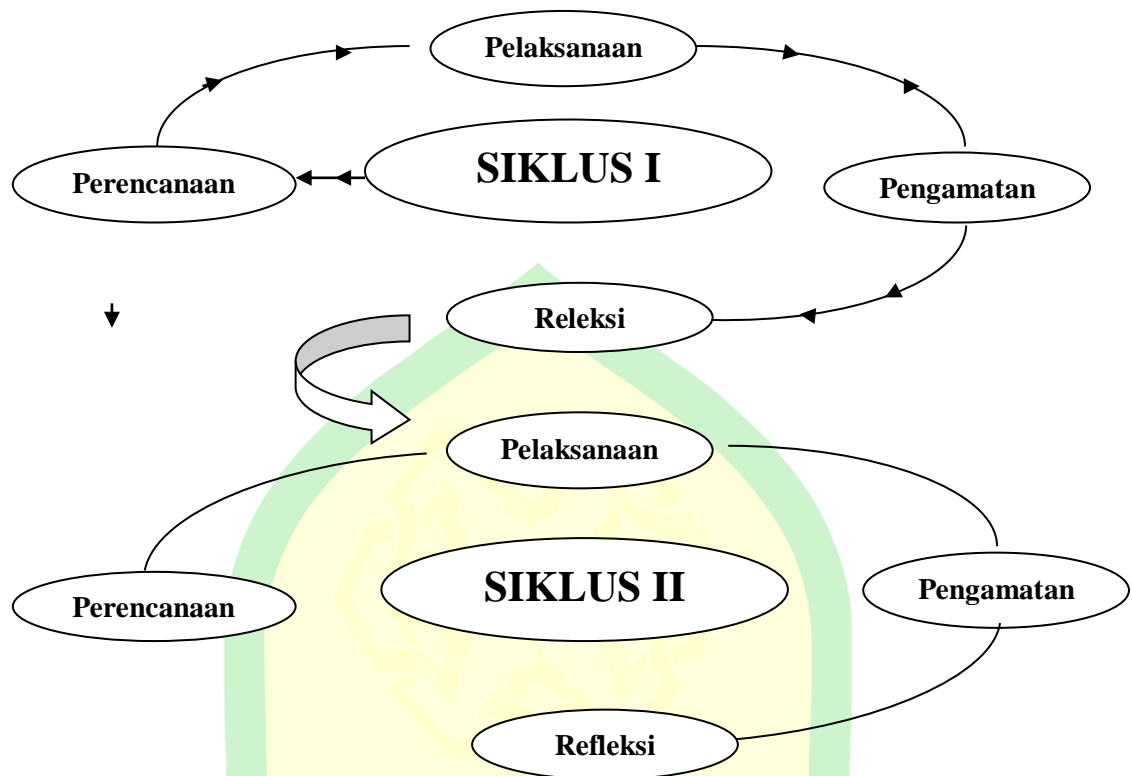 Pelaksanaan
SIKLUS I
Perencanaan
Pengamatan
Releksi
Pelaksanaan
SIKLUS II
Perencanaan
Pengamatan
Refleksi